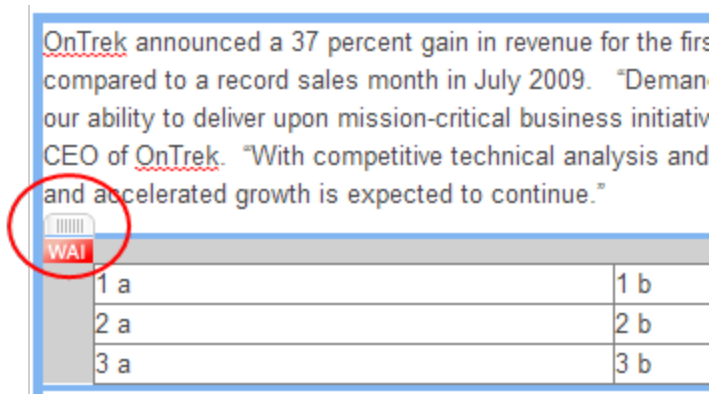 OnTrek announced a 37 percent gain in revenue for the firs
compared to a record sales month in July 2009. “Deman
our ability to deliver upon mission-critical business initiativ
CEO of OnTrek. “With competitive technical analysis and
and accelerated growth is expected to continue.”
WAI
1 a 1 b
2 a 2 b
3 a 3 b